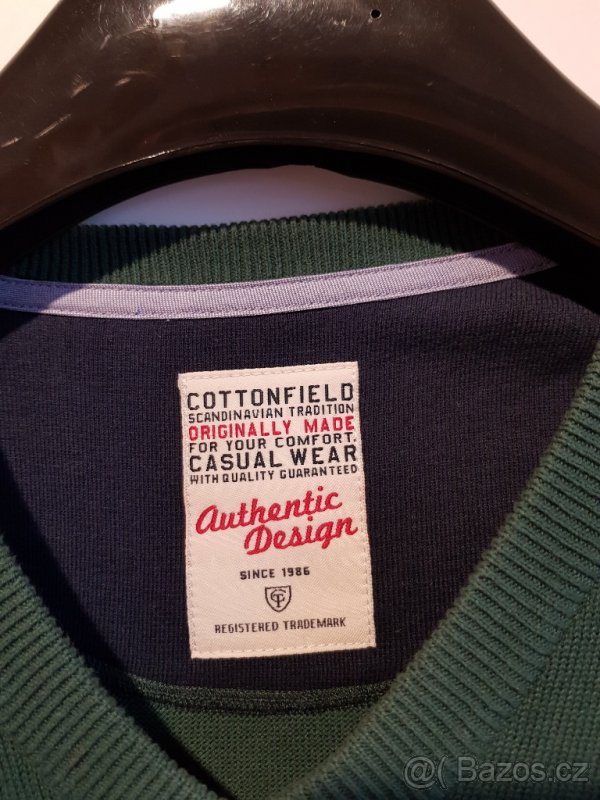 COTTONFIELD
SCANDINAVIAN TRADITION
ORIGINALLY MADE
FOR YOUR COMFORT.
CASUAL WEAR
WITH QUALITY GUARANTEED
Authentic
Design
SINCE 1986
REGISTERED TRADEMARK
Bazos.cz